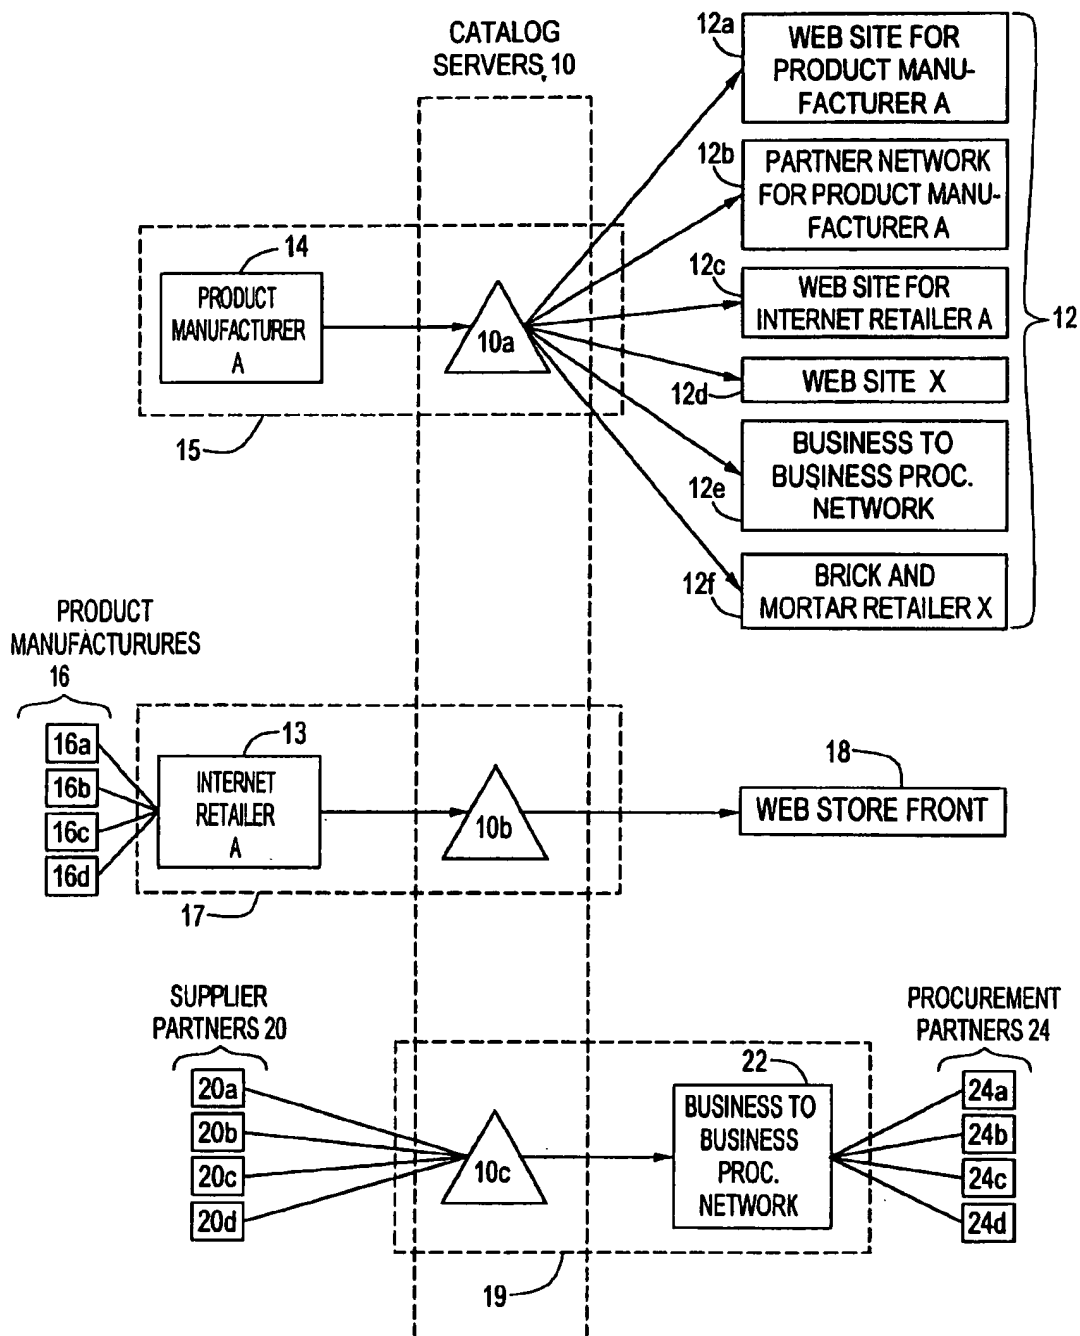 CATALOG
SERVERS, 10
12a
WEB SITE FOR
PRODUCT MANU-
FACTURER A
12b
PARTNER NETWORK
FOR PRODUCT MANU-
FACTURER A
12c
WEB SITE FOR
INTERNET RETAILER A
12
12d
WEB SITE X
12e
BUSINESS TO
BUSINESS PROC.
NETWORK
12f
BRICK AND
MORTAR RETAILER X
14
PRODUCT
MANUFACTURER
A
10a
15
PRODUCT
MANUFACTURURES
16
16a
16b
16c
16d
13
INTERNET
RETAILER
A
10b
18
WEB STORE FRONT
17
SUPPLIER
PARTNERS 20
20a
20b
20c
20d
10c
22
BUSINESS TO
BUSINESS
PROC.
NETWORK
PROCUREMENT
PARTNERS 24
24a
24b
24c
24d
19